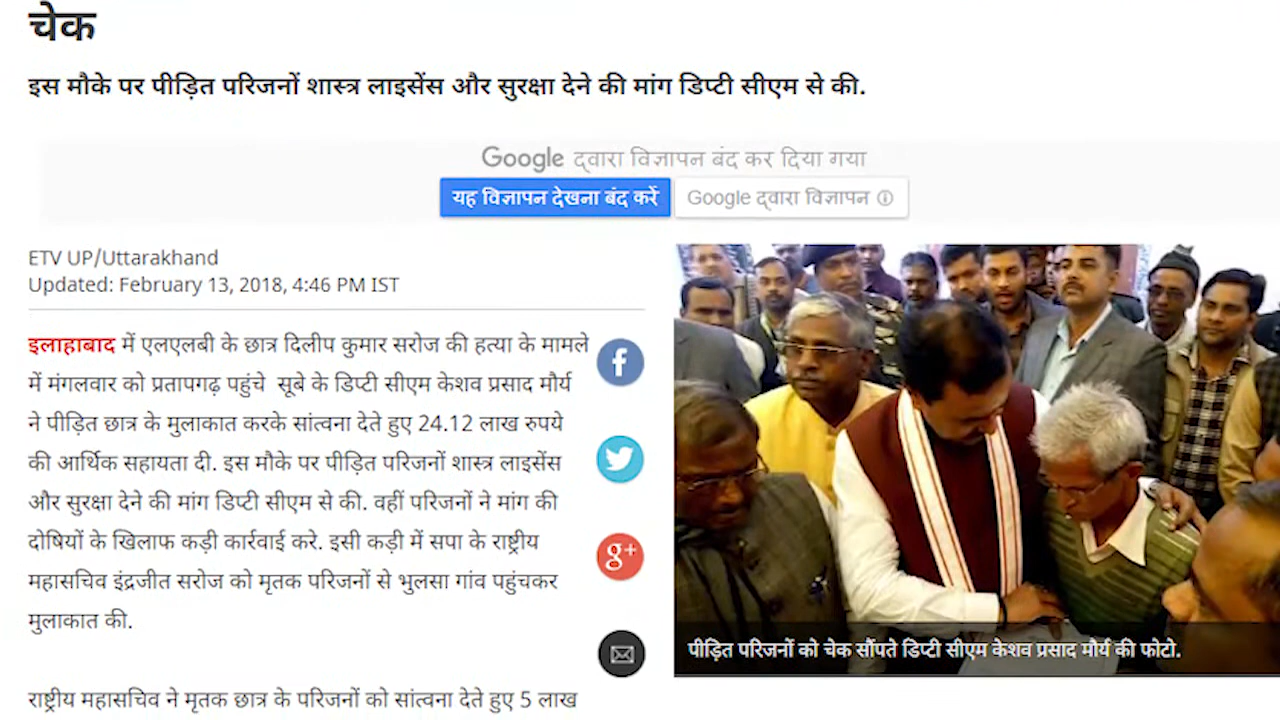 चेक
इस मौके पर पीड़ित परिजनों शास्त्र लाइसेंस और सुरक्षा देने की मांग डिप्टी सीएम से की.
Google द्वारा विज्ञापन बंद कर दिया गया
यह विज्ञापन देखना बंद करें
Google द्वारा विज्ञापन
ETV UP/Uttarakhand
Updated: February 13, 2018, 4:46 PM IST
इलाहाबाद में एलएलबी के छात्र दिलीप कुमार सरोज की हत्या के मामले
में मंगलवार को प्रतापगढ़ पहुंचे सूबे के डिप्टी सीएम केशव प्रसाद मौर्य
ने पीड़ित छात्र के मुलाकात करके सांत्वना देते हुए 24.12 लाख रुपये
की आर्थिक सहायता दी. इस मौके पर पीड़ित परिजनों शास्त्र लाइसेंस
और सुरक्षा देने की मांग डिप्टी सीएम से की. वहीं परिजनों ने मांग की
दोषियों के खिलाफ कड़ी कार्रवाई करे. इसी कड़ी में सपा के राष्ट्रीय
महासचिव इंद्रजीत सरोज को मृतक परिजनों से भुलसा गांव पहुंचकर
मुलाकात की.
राष्ट्रीय महासचिव ने मृतक छात्र के परिजनों को सांत्वना देते हुए 5 लाख
f
g+
पीड़ित परिजनों को चेक सौंपते डिप्टी सीएम केशव प्रसाद मौर्य की फोटो.